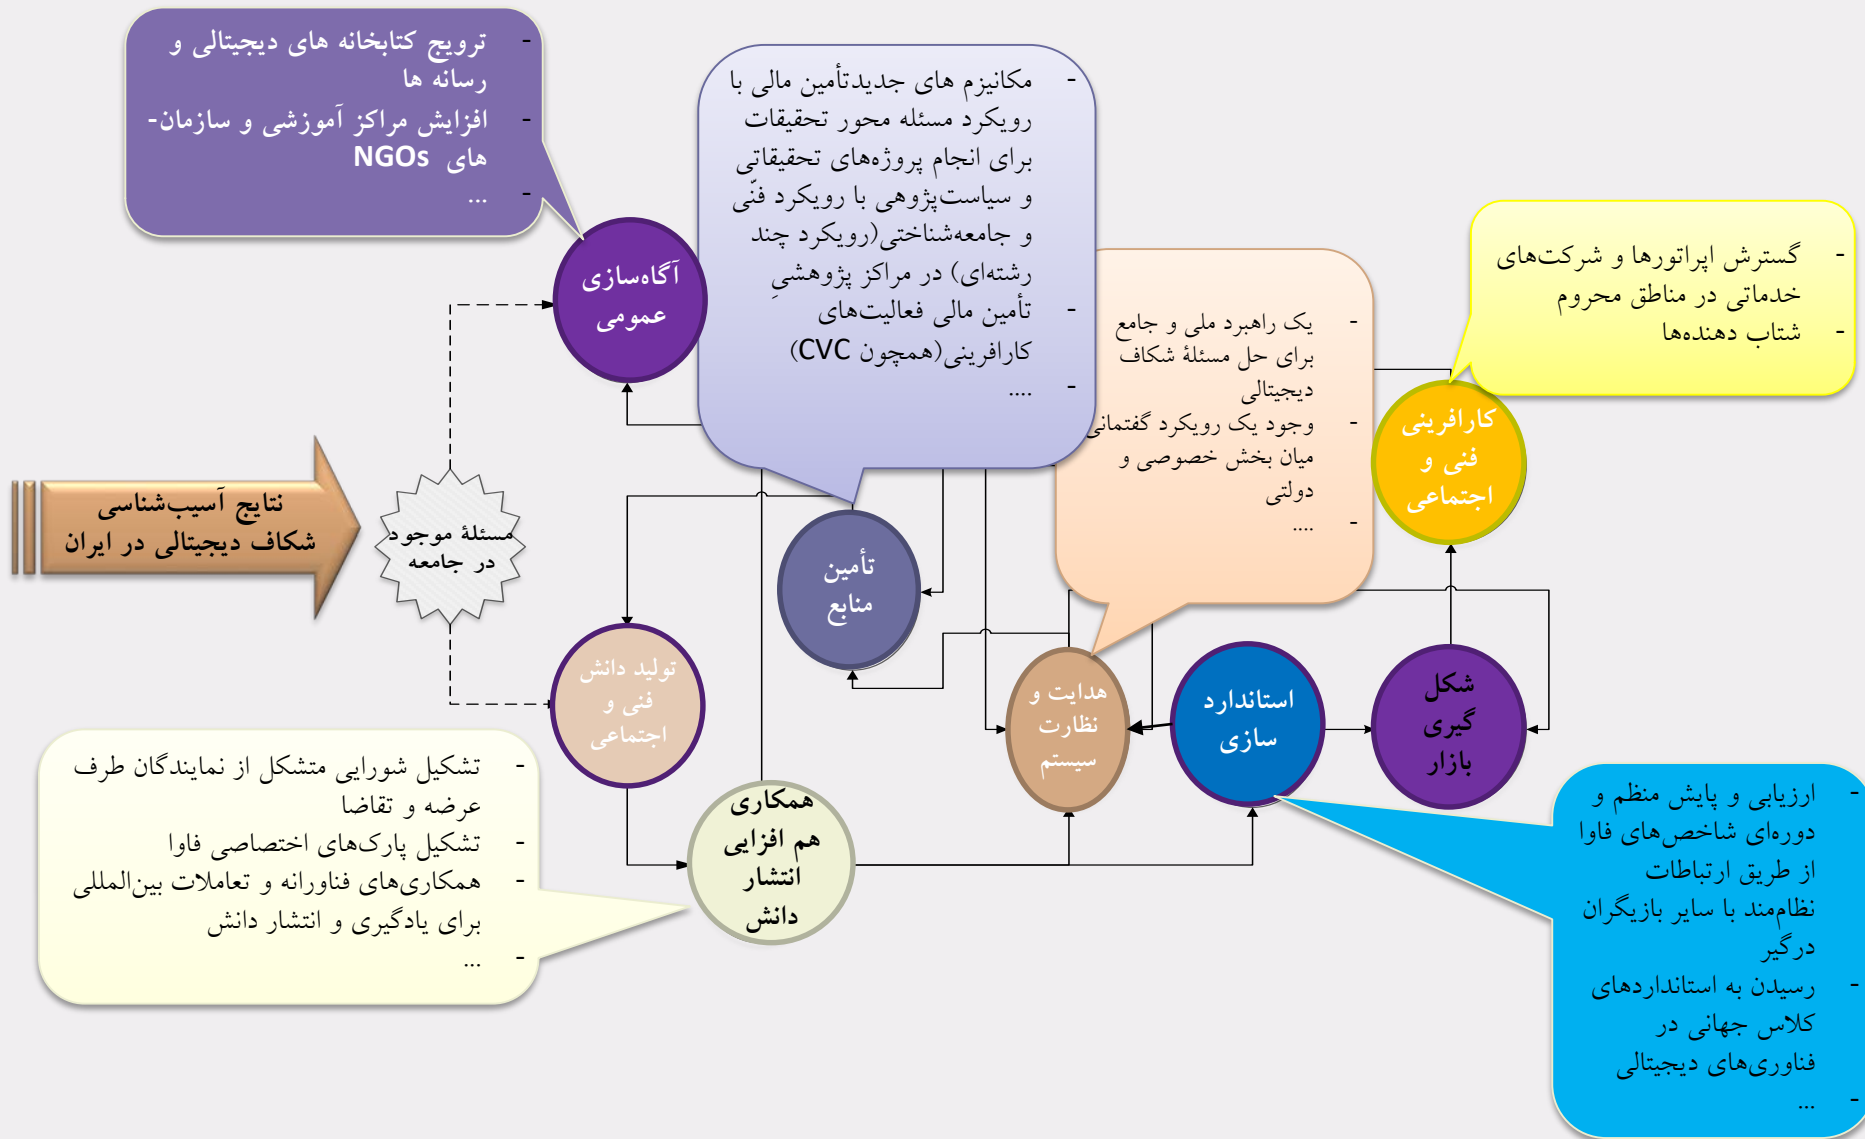 - ترویج کتابخانه های دیجیتالی و
رسانه ها
- افزایش مراکز آموزشی و سازمان-
های NGOs
- ...
- مکانیزم های جدیدتأمین مالی با
رویکرد مسئله محور تحقیقات
برای انجام پروژه‌های تحقیقاتی
و سیاست‌پژوهی با رویکرد فنّی
و جامعه‌شناختی(رویکرد چند
رشته‌ای) در مراکز پژوهشیِ
- تأمین مالی فعالیت‌های
کارافرینی(همچون CVC)
- ....
- گسترش اپراتورها و شرکت‌های
خدماتی در مناطق محروم
- شتاب دهنده‌ها
- یک راهبرد ملی و جامع
برای حل مسئلۀ شکاف
دیجیتالی
- وجود یک رویکرد گفتمانی
میان بخش خصوصی و
دولتی
- ....
آگاه‌سازی
عمومی
کارافرینی
فنی و
اجتماعی
نتایج آسیب‌شناسی
شکاف دیجیتالی در ایران
مسئلۀ موجود
در جامعه
تأمین
منابع
تولید دانش
فنی و
اجتماعی
هدایت و
نظارت
سیستم
استاندارد
سازی
شکل
گیری
بازار
همکاری
هم افزایی
انتشار
دانش
- تشکیل شورایی متشکل از نمایندگان طرف
عرضه و تقاضا
- تشکیل پارک‌های اختصاصی فاوا
- همکاری‌های فناورانه و تعاملات بین‌المللی
برای یادگیری و انتشار دانش
- ...
- ارزیابی و پایش منظم و
دوره‌ای شاخص‌های فاوا
از طریق ارتباطات
نظام‌مند با سایر بازیگران
درگیر
- رسیدن به استانداردهای
کلاس جهانی در
فناوری‌های دیجیتالی
- ...